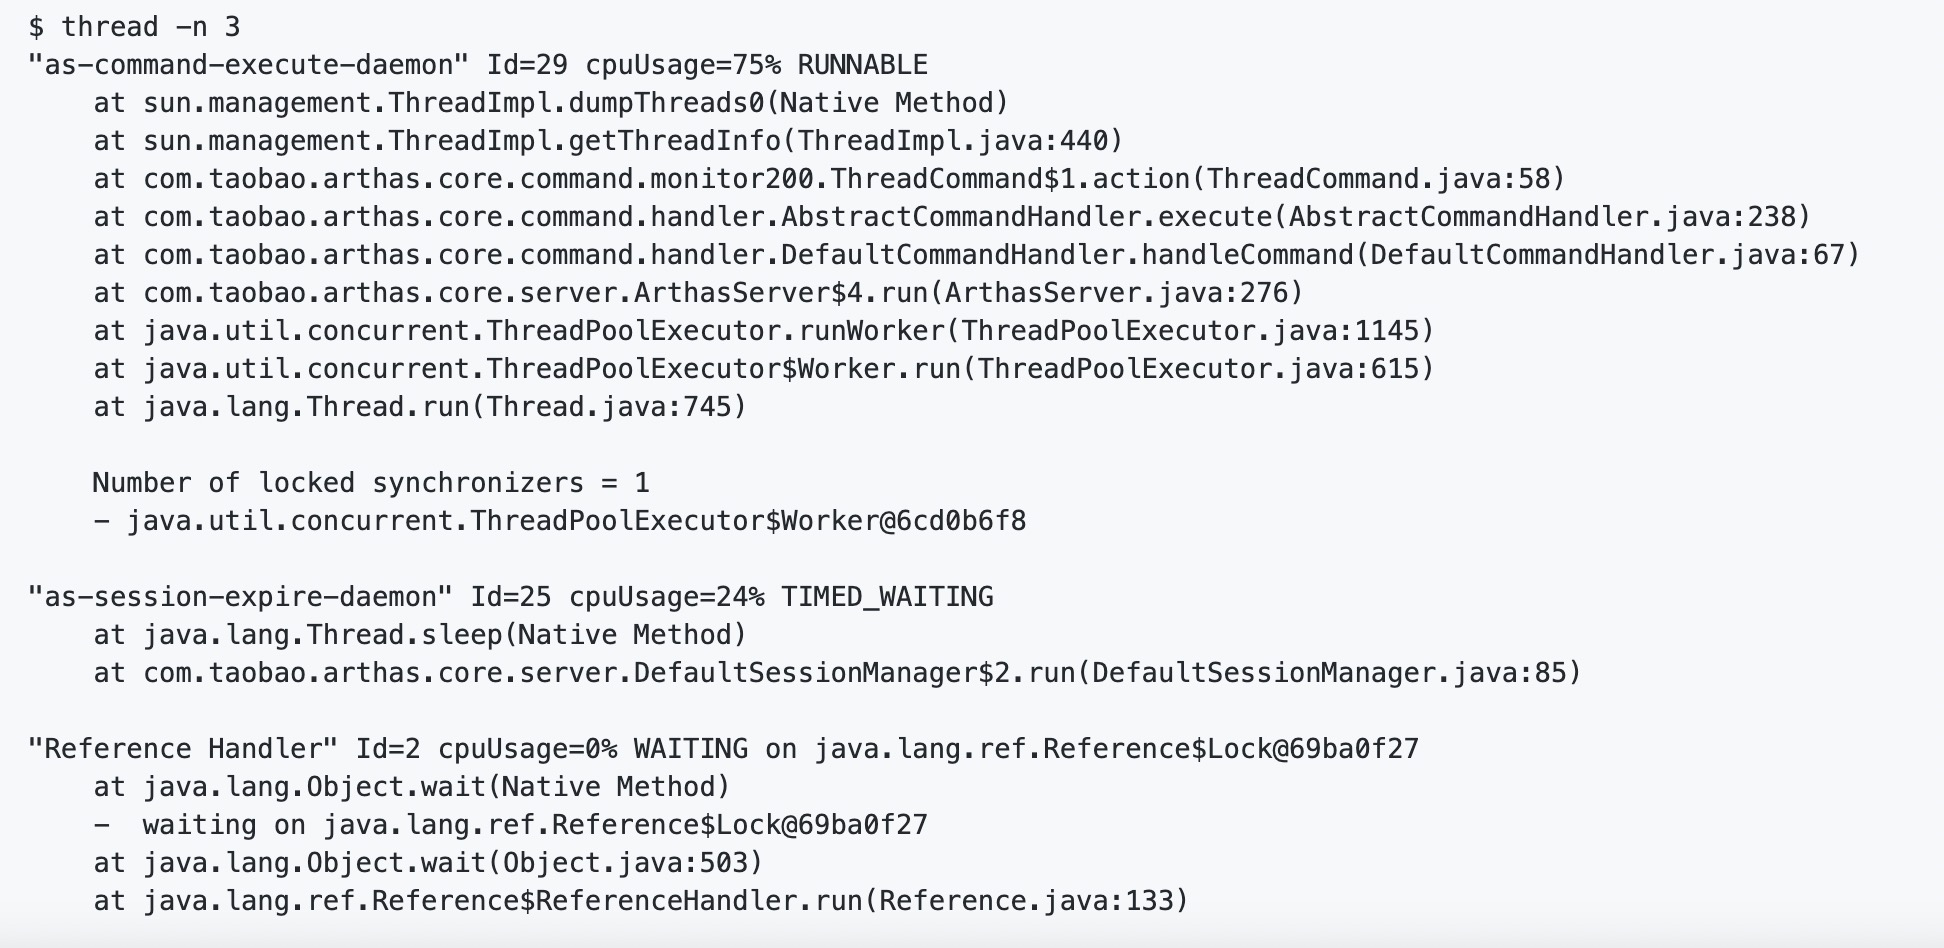 $ thread -n 3
"as-command-execute-daemon" Id=29 cpuUsage=75% RUNNABLE
    at sun.management.ThreadImpl.dumpThreads0(Native Method)
    at sun.management.ThreadImpl.getThreadInfo(ThreadImpl.java:440)
    at com.taobao.arthas.core.command.monitor200.ThreadCommand$1.action(ThreadCommand.java:58)
    at com.taobao.arthas.core.command.handler.AbstractCommandHandler.execute(AbstractCommandHandler.java:238)
    at com.taobao.arthas.core.command.handler.DefaultCommandHandler.handleCommand(DefaultCommandHandler.java:67)
    at com.taobao.arthas.core.server.ArthasServer$4.run(ArthasServer.java:276)
    at java.util.concurrent.ThreadPoolExecutor.runWorker(ThreadPoolExecutor.java:1145)
    at java.util.concurrent.ThreadPoolExecutor$Worker.run(ThreadPoolExecutor.java:615)
    at java.lang.Thread.run(Thread.java:745)

    Number of locked synchronizers = 1
    - java.util.concurrent.ThreadPoolExecutor$Worker@6cd0b6f8

"as-session-expire-daemon" Id=25 cpuUsage=24% TIMED_WAITING
    at java.lang.Thread.sleep(Native Method)
    at com.taobao.arthas.core.server.DefaultSessionManager$2.run(DefaultSessionManager.java:85)

"Reference Handler" Id=2 cpuUsage=0% WAITING on java.lang.ref.Reference$Lock@69ba0f27
    at java.lang.Object.wait(Native Method)
    -  waiting on java.lang.ref.Reference$Lock@69ba0f27
    at java.lang.Object.wait(Object.java:503)
    at java.lang.ref.Reference$ReferenceHandler.run(Reference.java:133)